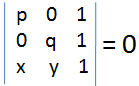 p 0 1
0 q 1 = 0
x y 1